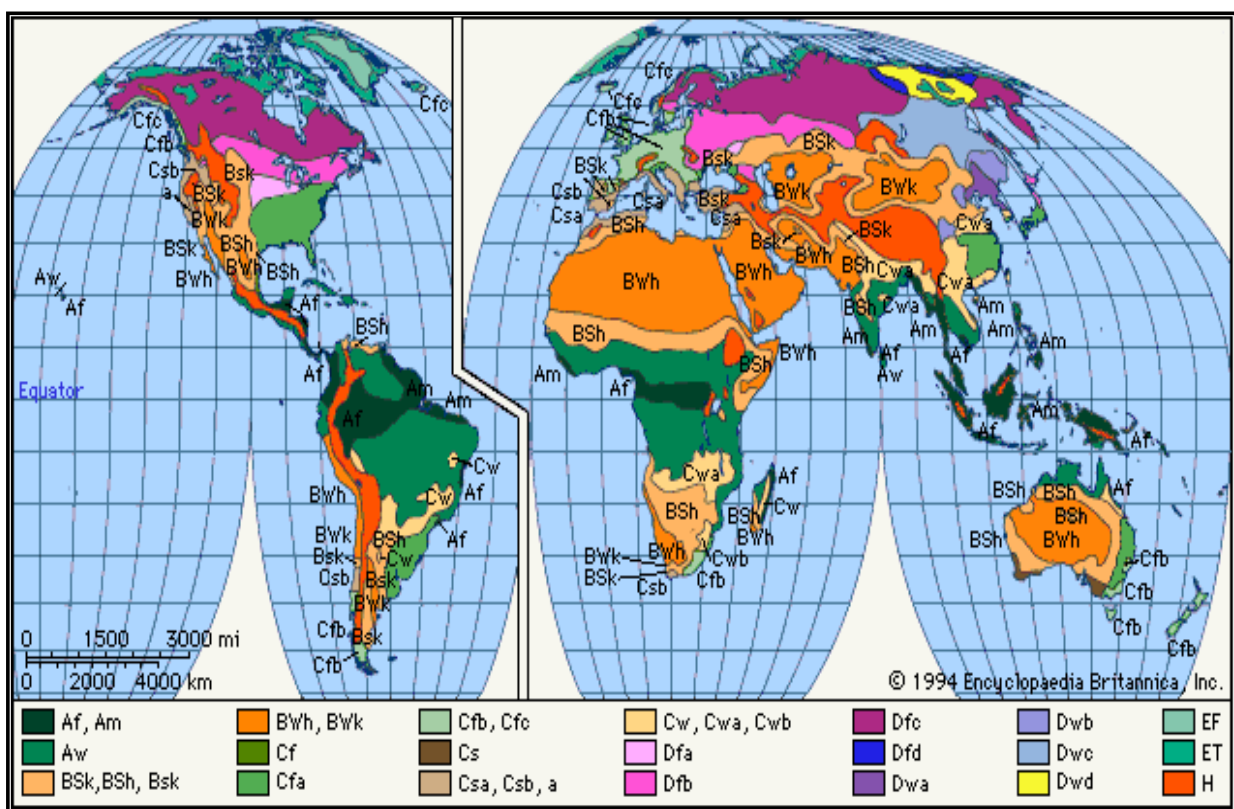 Cfc
Cfc
Cfc
Cfb
Csb
a
Bsk
BSk
BWk
BSk
BSh
BWh
BWh
BSh
Aw
Af
Af
BSh
Af
Am
Am
Equator
Af
Cw
BWh
Cw
Af
BWk
BSh
Af
Bsk
Cw
Csb
Bsk
BWk
Cfb
Bsk
Cfb
0 1500 3000 mi
0 2000 4000 km
Cfc
Cfc
Cfb
BSk
Csb
Csa
Csa
Bsk
BSk
BWk
BWk
Bsk
Csa
BSh
BSk
Cwa
Bsk
BWh
BWh
BWh
BSh
Cwa
Cwa
Cwa
Am
BSh
Am
Am
Am
BWh
Af
Am
Af
BSh
Af
Aw
Am
Af
Af
Cwa
Af
BSh
BSh
Af
BSh
BSh
Cw
BSh
BWh
BWh
BWh
BSh
BWk
Cwb
Cfb
BSk
Csb
Cfb
Cfb
Cfb
© 1994 Encyclopaedia Britannica, Inc.
Af, Am
BWh, BWk
Cfb, Cfc
Cw, Cwa, Cwb
Dfc
Dwb
EF
Aw
Cf
Cs
Dfa
Dfd
Dwc
ET
BSk,BSh, Bsk
Cfa
Csa, Csb, a
Dfb
Dwa
Dwd
H